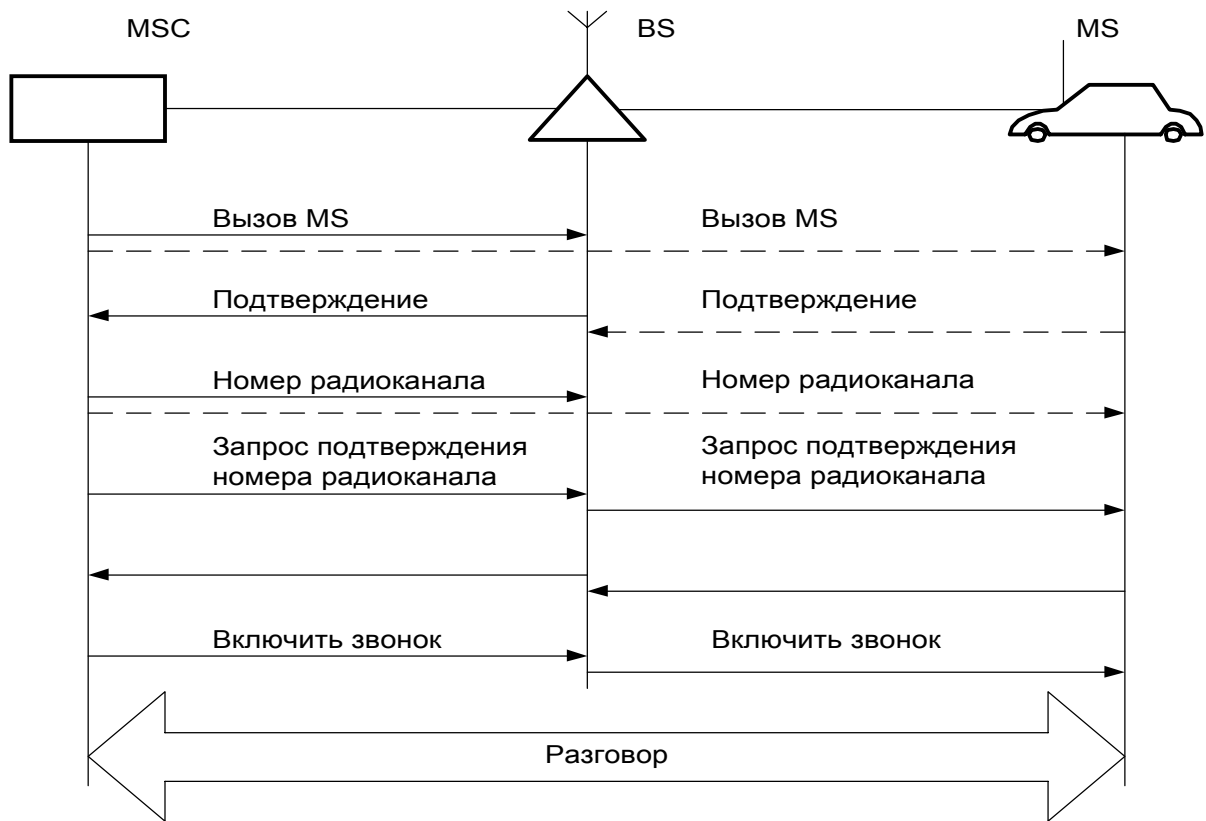 MSC
BS
MS
Вызов MS
Вызов MS
Подтверждение
Подтверждение
Номер радиоканала
Номер радиоканала
Запрос подтверждения
номера радиоканала
Запрос подтверждения
номера радиоканала
Включить звонок
Включить звонок
Разговор